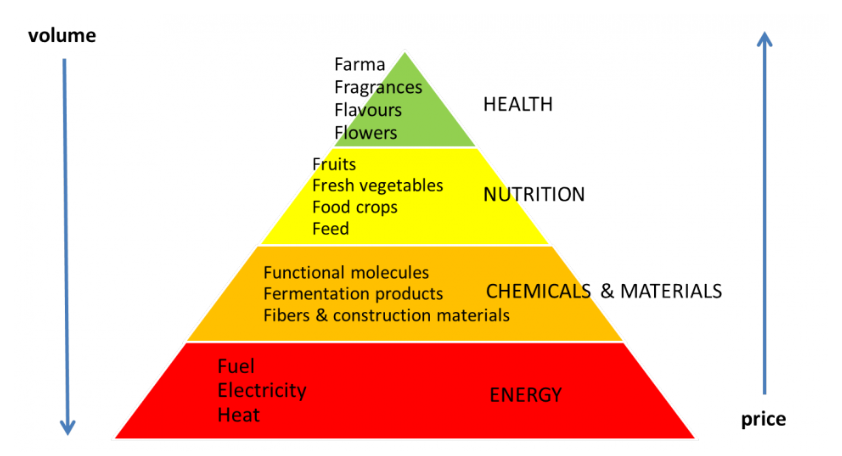 volume
Farma
Fragrances
Flavours
Flowers
HEALTH
Fruits
Fresh vegetables
Food crops
Feed
NUTRITION
Functional molecules
Fermentation products
Fibers & construction materials
CHEMICALS & MATERIALS
Fuel
Electricity
Heat
ENERGY
price